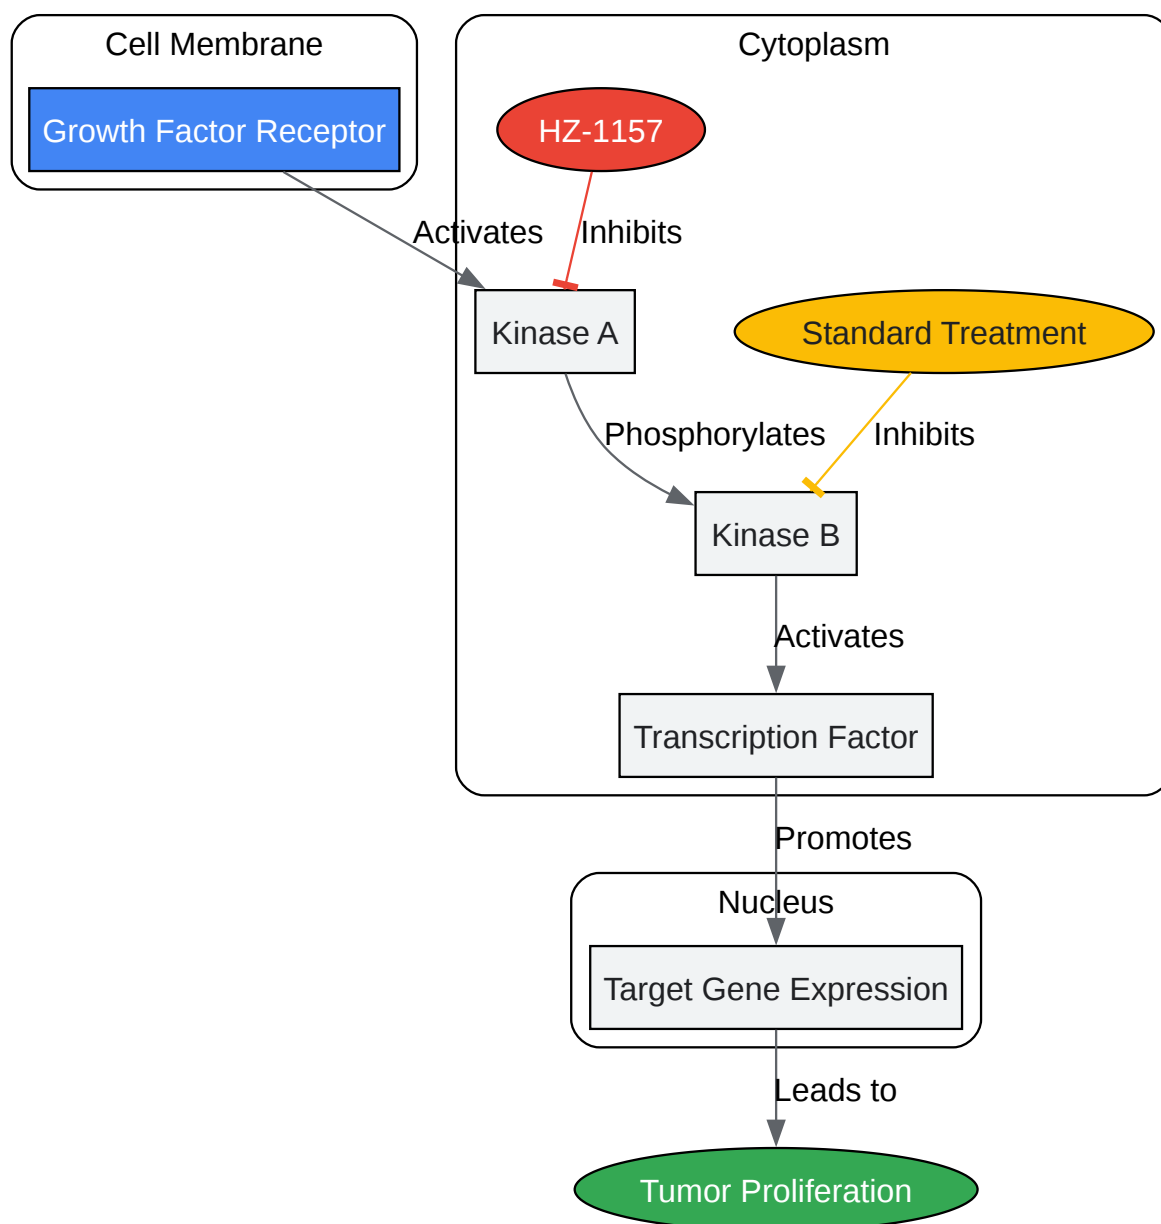 Cell Membrane
Cytoplasm
Growth Factor Receptor
HZ-1157
Activates
Inhibits
Kinase A
Standard Treatment
Phosphorylates
Inhibits
Kinase B
Activates
Transcription Factor
Promotes
Nucleus
Target Gene Expression
Leads to
Tumor Proliferation